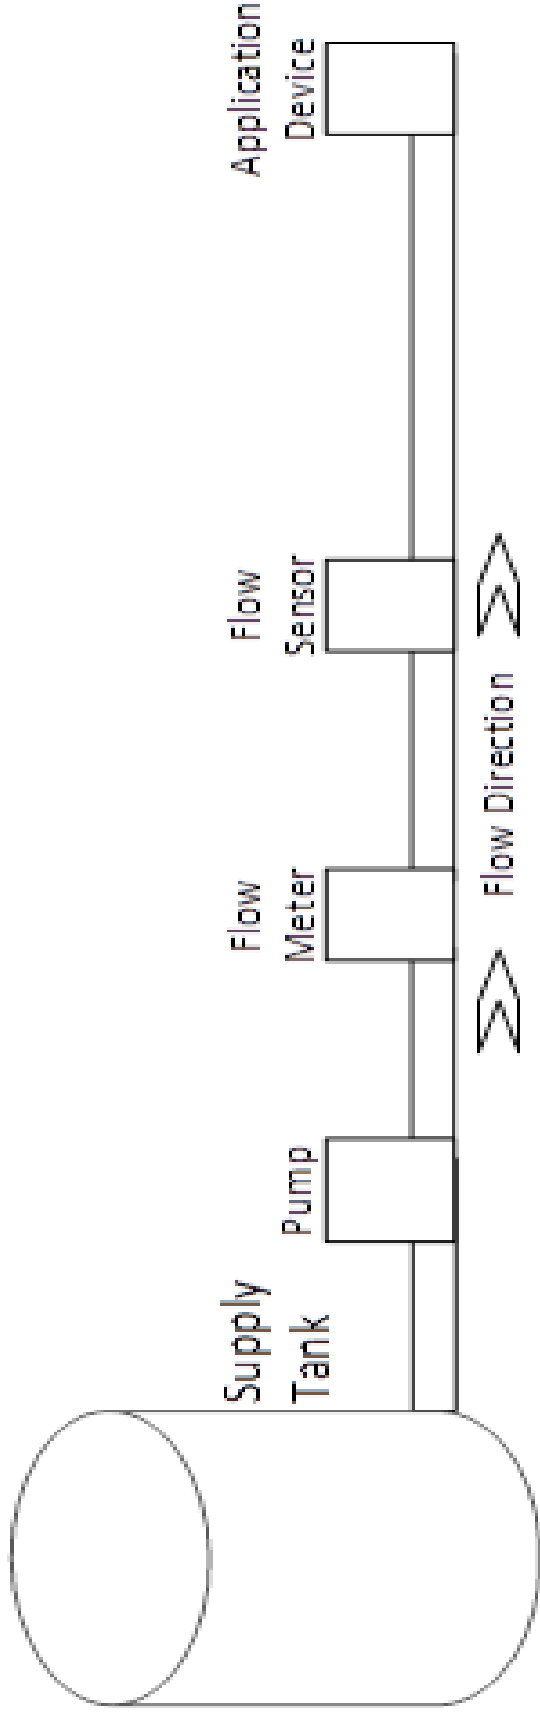 Supply
Tank
Pump
Flow
Meter
Flow
Sensor
Application
Device
Flow Direction